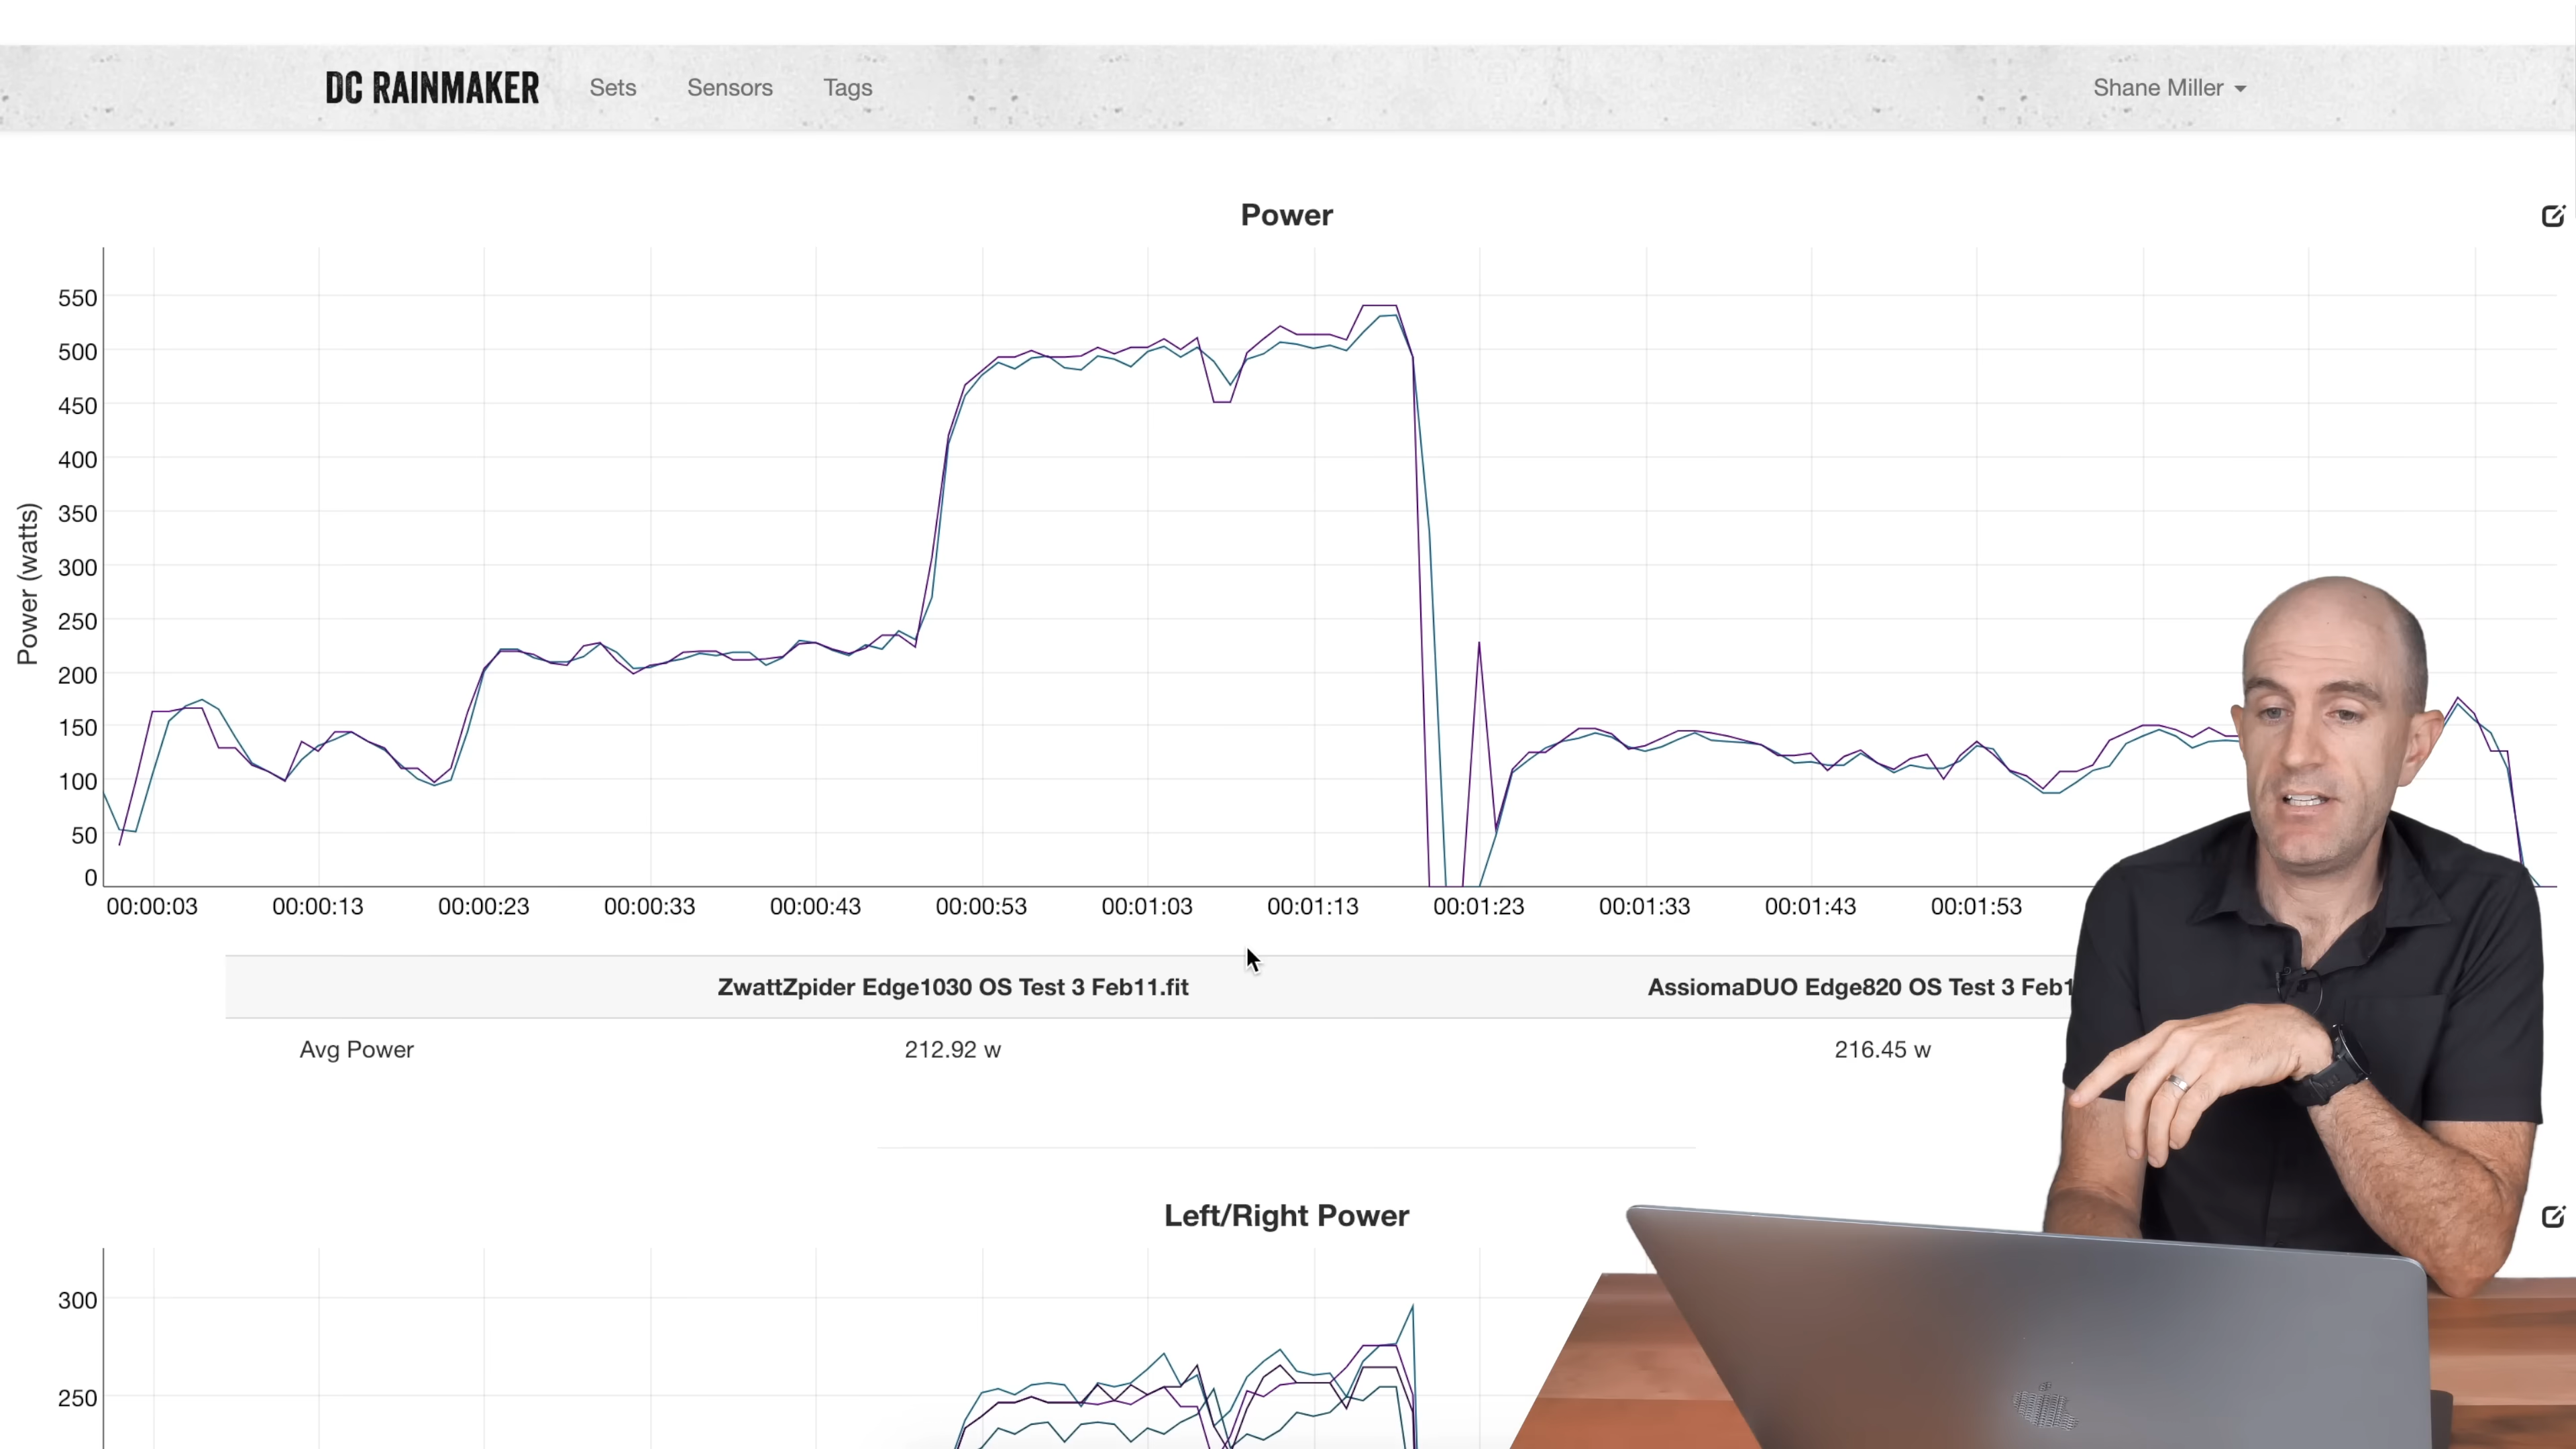 DC RAINMAKER Sets Sensors Tags Shane Miller
Power
550
500
450
400
350
300
250
200
150
100
50
0
Power (watts)
00:00:03 00:00:13 00:00:23 00:00:33 00:00:43 00:00:53 00:01:03 00:01:13 00:01:23 00:01:33 00:01:43 00:01:53
ZwattZpider Edge1030 OS Test 3 Feb11.fit AssiomaDUO Edge820 OS Test 3 Feb1
Avg Power 212.92 w 216.45 w
Left/Right Power
300
250